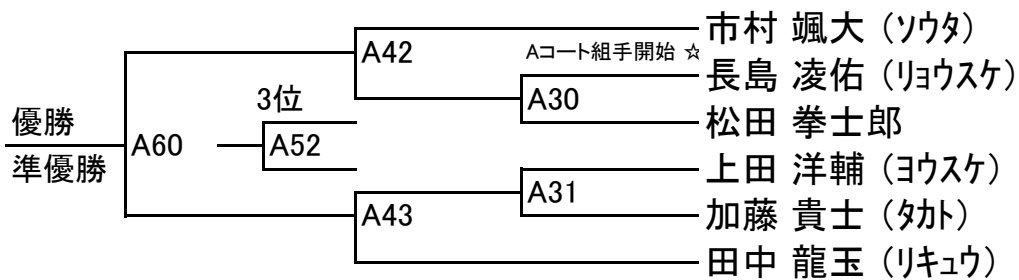 市村 颯大 (ソウタ)
A42
Aコート組手開始 ☆
長島 凌佑 (リョウスケ)
A30
3位
松田 拳士郎
優勝
A60
A52
準優勝
上田 洋輔 (ヨウスケ)
A31
加藤 貴士 (タカト)
A43
田中 龍玉 (リキュウ)